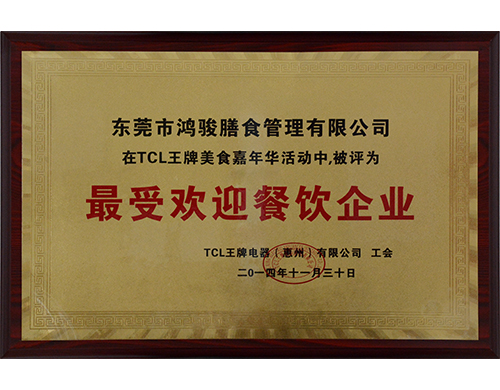 东莞市鸿骏膳食管理有限公司
在TCL王牌美食嘉年华活动中,被评为
最受欢迎餐饮企业
TCL王牌电器(惠州)有限公司 工会
二0一四年十一月三十日